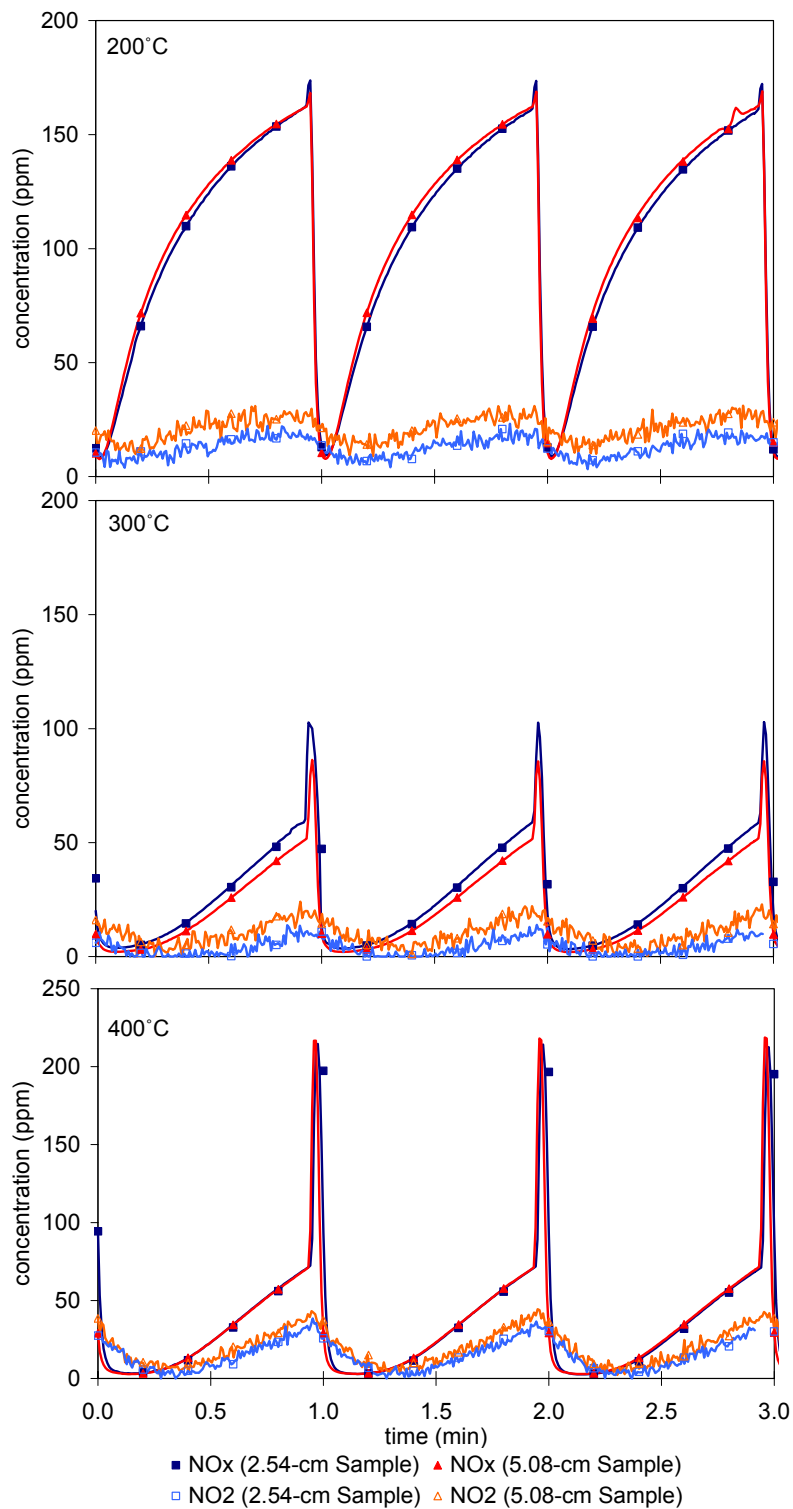 200
200˚C
150
100
50
0
concentration (ppm)
200
300˚C
150
100
50
0
concentration (ppm)
250
400˚C
200
150
100
50
0
concentration (ppm)
0.0 0.5 1.0 1.5 2.0 2.5 3.0
time (min)
NOx (2.54-cm Sample) NOx (5.08-cm Sample)
NO2 (2.54-cm Sample) NO2 (5.08-cm Sample)